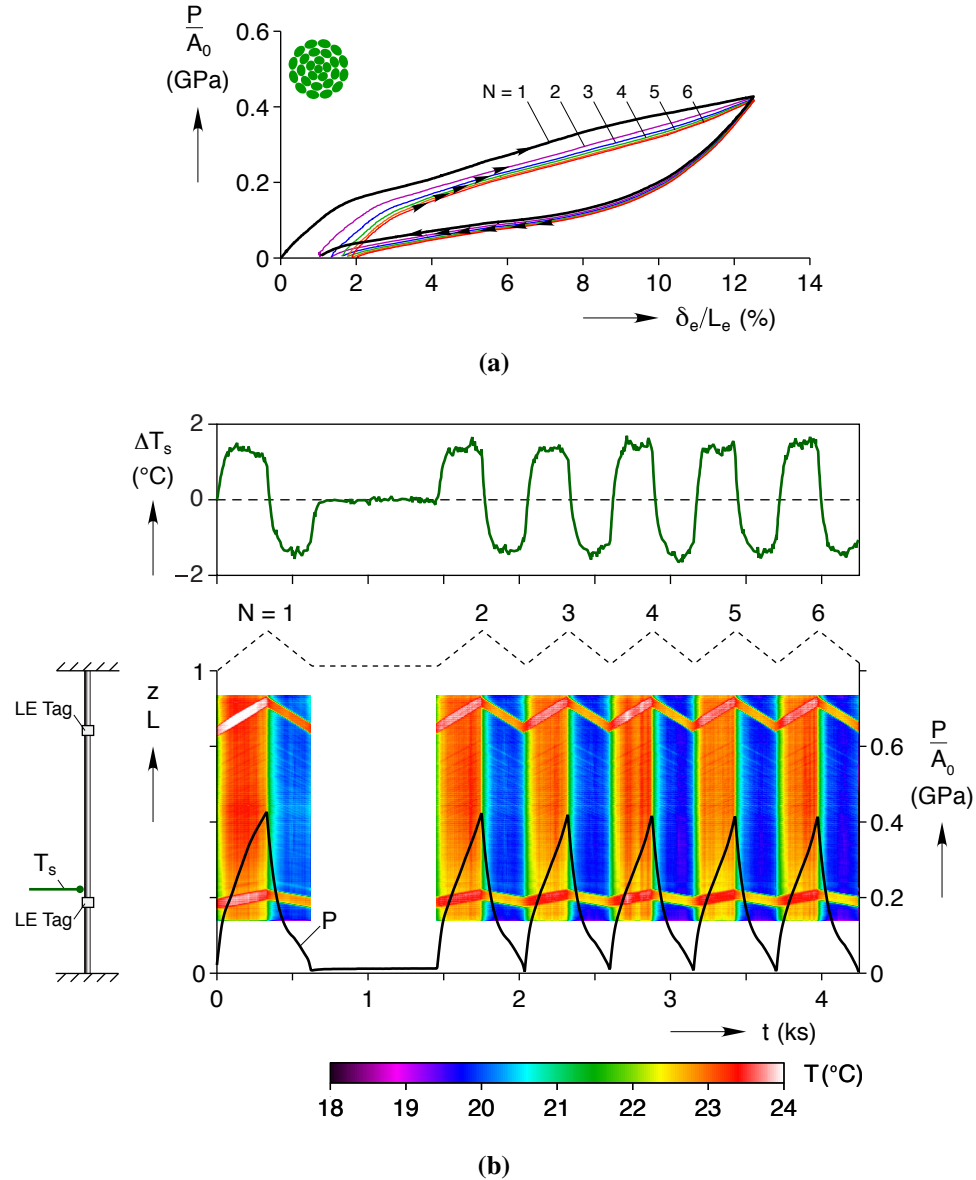 P
A₀
(GPa)
0.6
0.4
0.2
0
N = 1 2 3 4 5 6
0 2 4 6 8 10 12 14
δe/Le (%)
(a)
ΔTs
(°C)
2
0
−2
N = 1 2 3 4 5 6
LE Tag
Ts
LE Tag
z
L
1
0
P
P
A₀
(GPa)
0.6
0.4
0.2
0
0 1 2 3 4
t (ks)
T (°C)
18 19 20 21 22 23 24
(b)